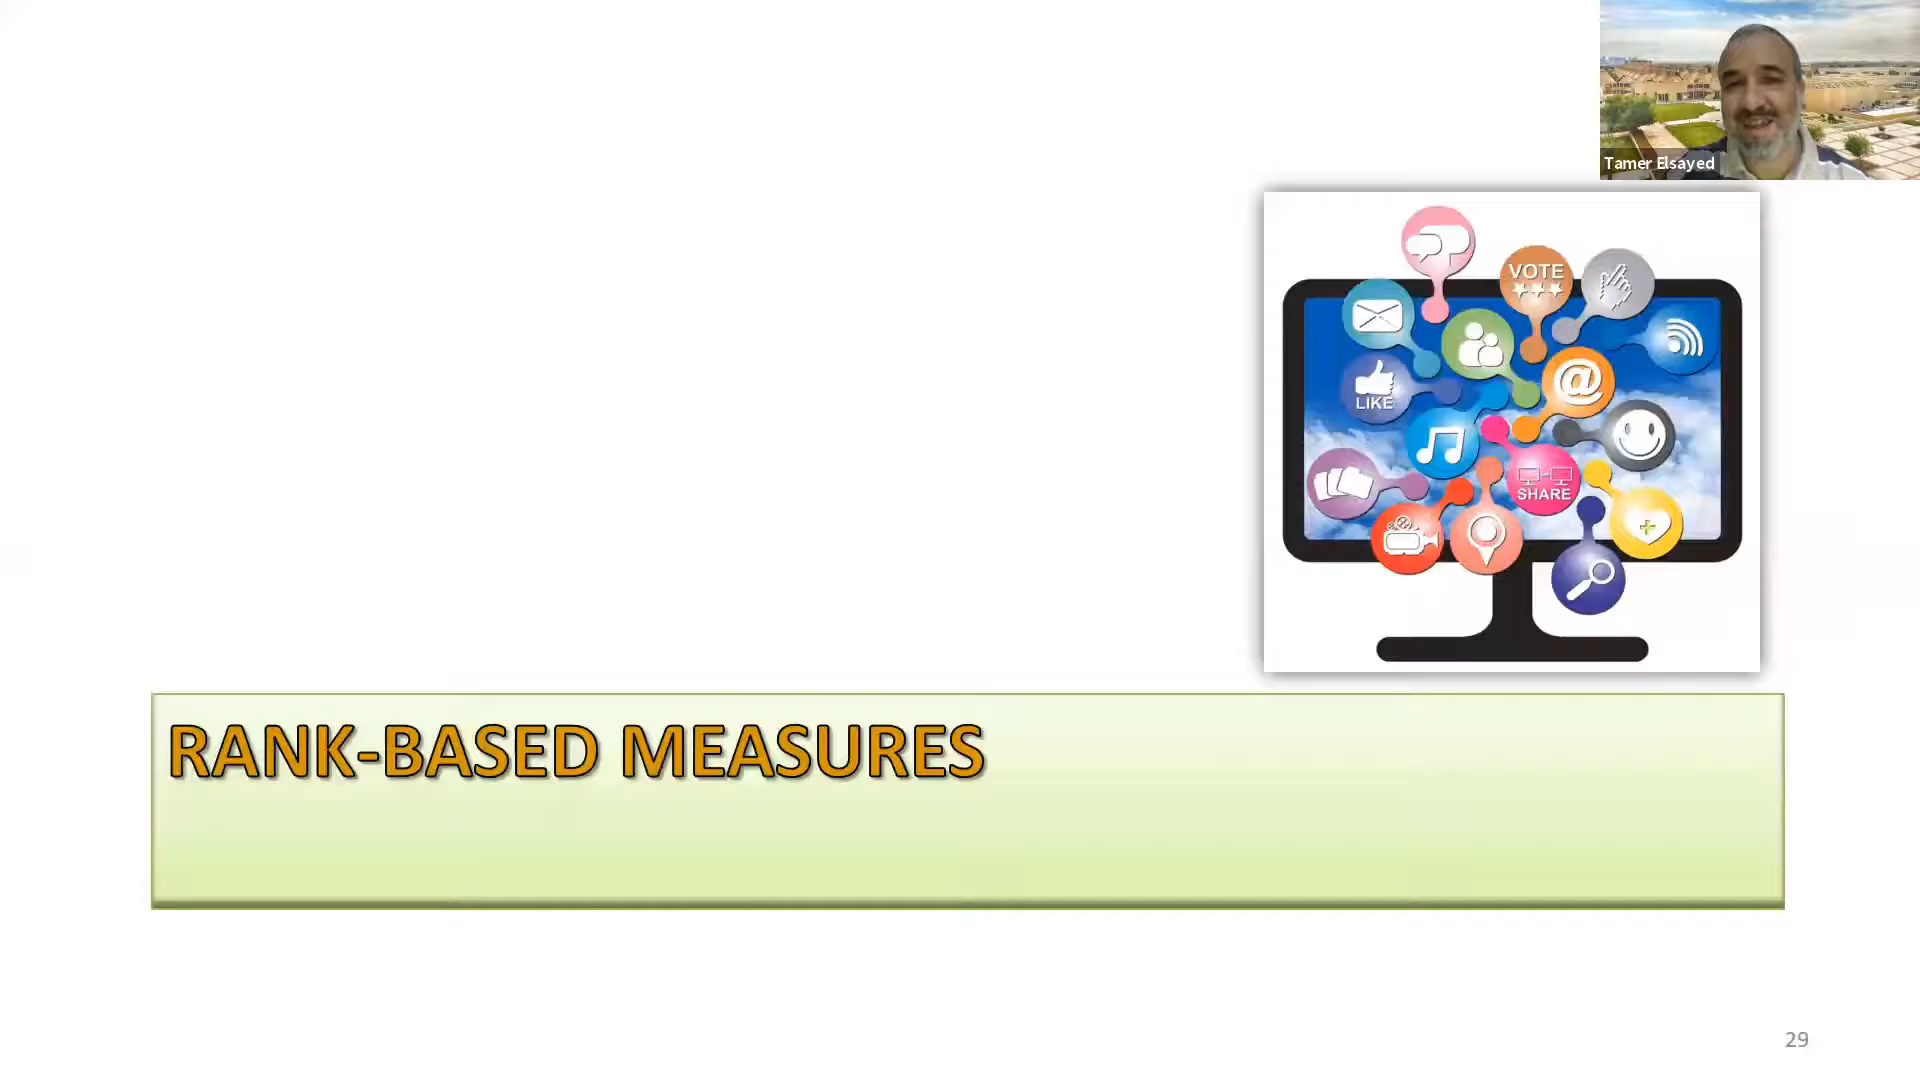 Tamer Elsayed
VOTE
@
LIKE
SHARE
RANK-BASED MEASURES
29